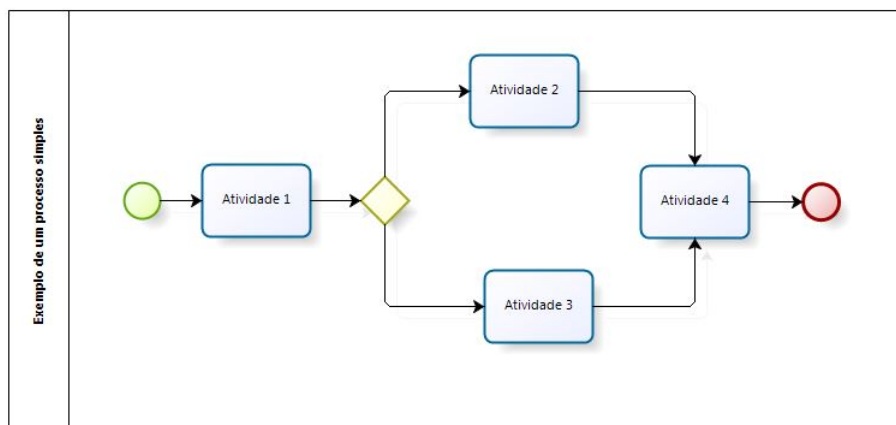 Exemplo de um processo simples
Atividade 1
Atividade 2
Atividade 3
Atividade 4